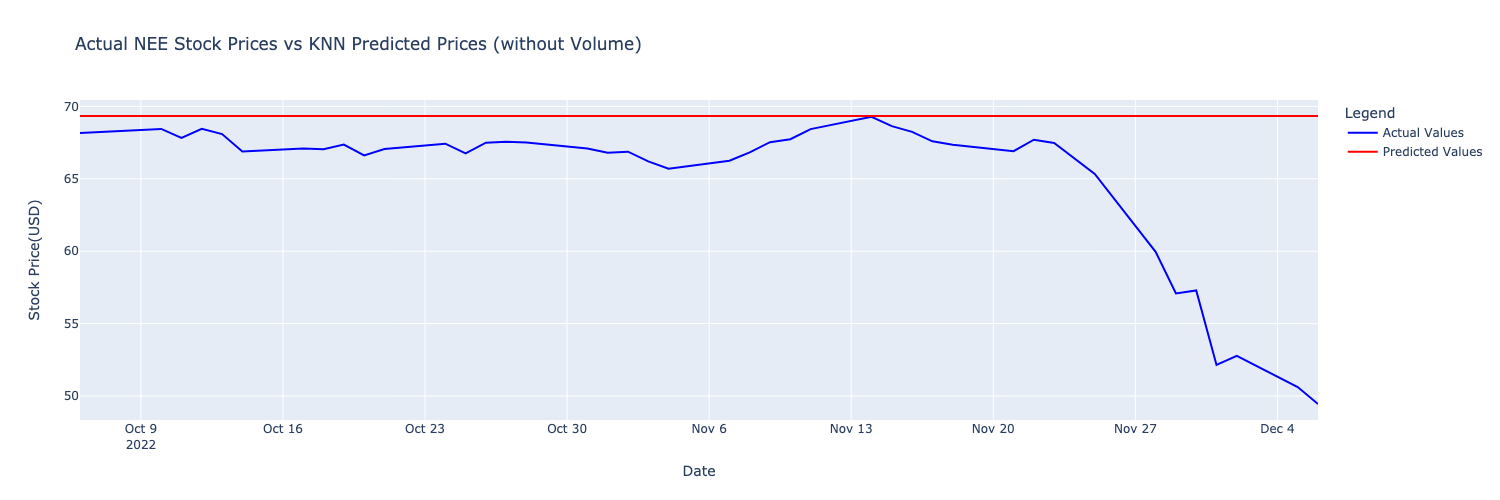 Actual NEE Stock Prices vs KNN Predicted Prices (without Volume)
Legend
Actual Values
Predicted Values
Stock Price(USD)
70
65
60
55
50
Oct 9
2022
Oct 16
Oct 23
Oct 30
Nov 6
Nov 13
Nov 20
Nov 27
Dec 4
Date